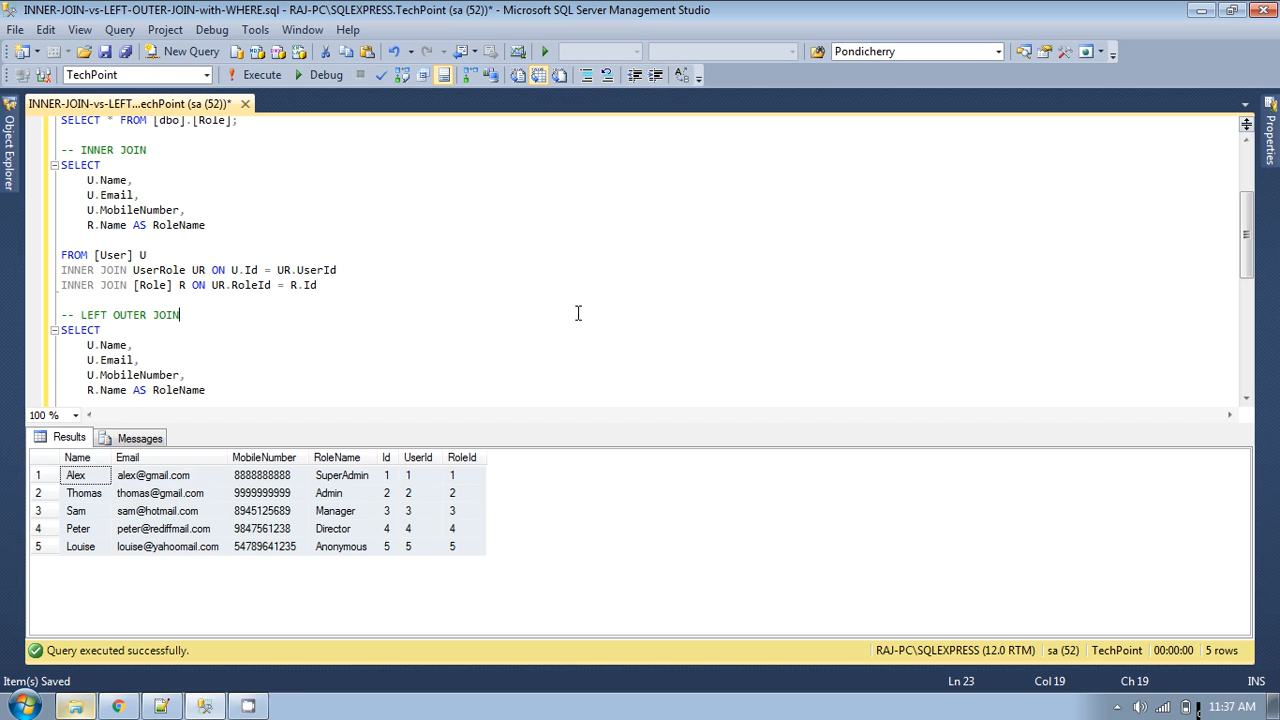 INNER-JOIN-vs-LEFT-OUTER-JOIN-with-WHERE.sql - RAJ-PC\SQLEXPRESS.TechPoint (sa (52))* - Microsoft SQL Server Management Studio
File Edit View Query Project Debug Tools Window Help
New Query Pondicherry
TechPoint Execute Debug
INNER-JOIN-vs-LEFT...echPoint (sa (52))*
Object Explorer
Properties
SELECT * FROM [dbo].[Role];
-- INNER JOIN
SELECT
U.Name,
U.Email,
U.MobileNumber,
R.Name AS RoleName
FROM [User] U
INNER JOIN UserRole UR ON U.Id = UR.UserId
INNER JOIN [Role] R ON UR.RoleId = R.Id
-- LEFT OUTER JOIN
SELECT
U.Name,
U.Email,
U.MobileNumber,
R.Name AS RoleName
100 %
Results Messages
Name Email MobileNumber RoleName Id UserId RoleId
1 Alex alex@gmail.com 8888888888 SuperAdmin 1 1 1
2 Thomas thomas@gmail.com 9999999999 Admin 2 2 2
3 Sam sam@hotmail.com 8945125689 Manager 3 3 3
4 Peter peter@rediffmail.com 9847561238 Director 4 4 4
5 Louise louise@yahoomail.com 54789641235 Anonymous 5 5 5
Query executed successfully. RAJ-PC\SQLEXPRESS (12.0 RTM) sa (52) TechPoint 00:00:00 5 rows
Item(s) Saved Ln 23 Col 19 Ch 19 INS
11:37 AM